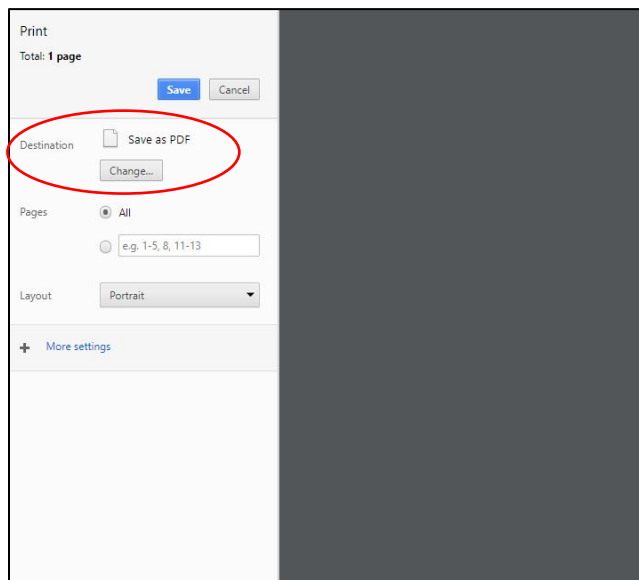 Print
Total: 1 page
Save Cancel
Destination Save as PDF
Change...
Pages All
e.g. 1-5, 8, 11-13
Layout Portrait
+ More settings